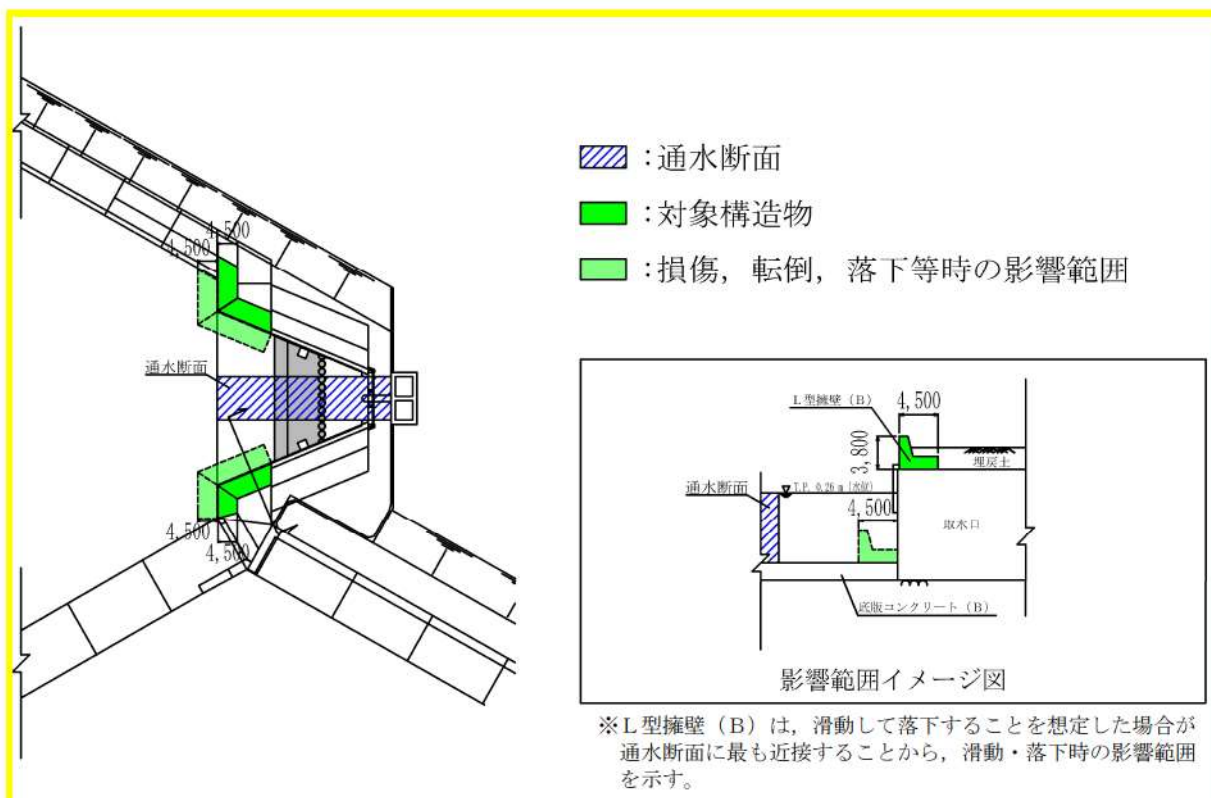 4,500
4,500
通水断面
4,500
4,500
:通水断面
:対象構造物
:損傷，転倒，落下等時の影響範囲
L型擁壁（B）
4,500
3,800
埋戻土
通水断面
T.P. 0.26 m（水位）
4,500
取水口
底版コンクリート（B）
影響範囲イメージ図
※L型擁壁（B）は，滑動して落下することを想定した場合が
通水断面に最も近接することから，滑動・落下時の影響範囲
を示す。